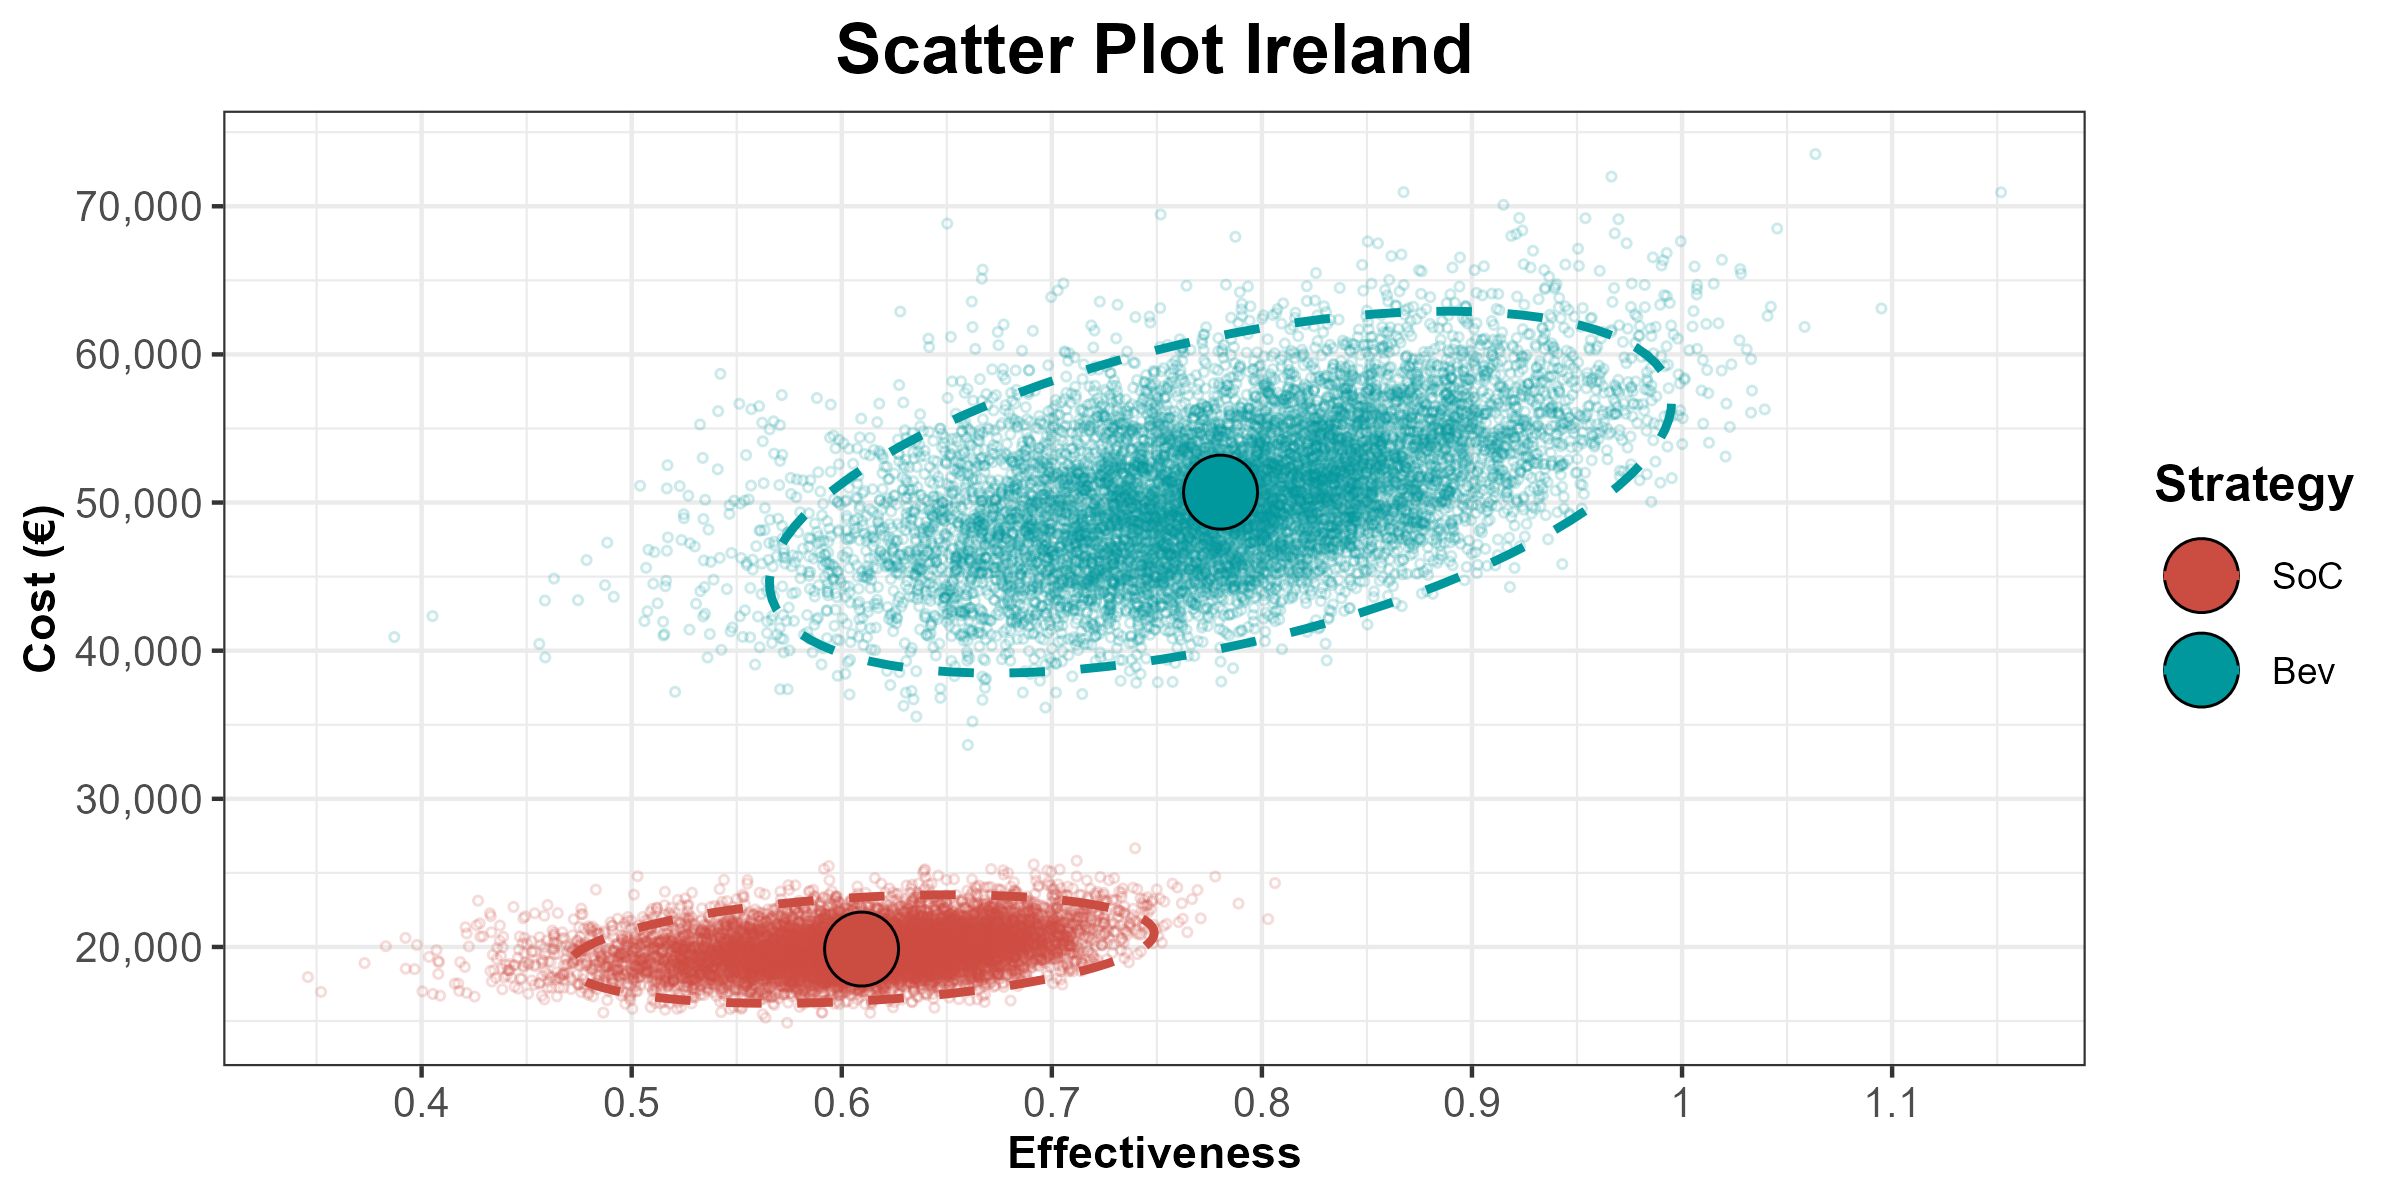 Scatter Plot Ireland
Cost (€)
70,000
60,000
50,000
40,000
30,000
20,000
0.4 0.5 0.6 0.7 0.8 0.9 1 1.1
Effectiveness
Strategy
SoC
Bev